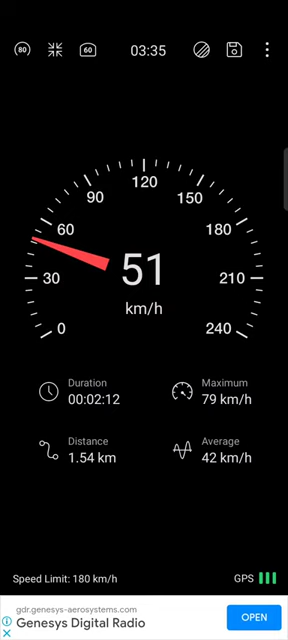 80
60
03:35
120
90
150
60
180
51
30
210
km/h
0
240
Duration
00:02:12
Maximum
79 km/h
Distance
1.54 km
Average
42 km/h
Speed Limit: 180 km/h
GPS
gdr.genesys-aerosystems.com
Genesys Digital Radio
OPEN